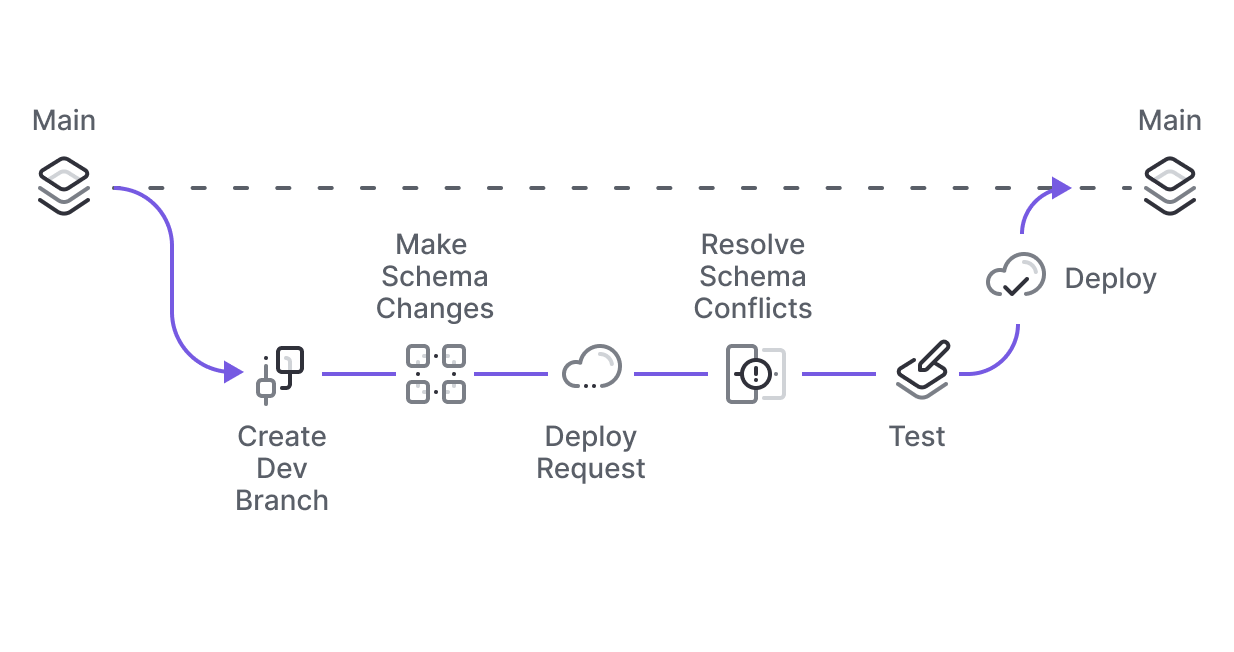 Main
Main
Make
Schema
Changes
Resolve
Schema
Conflicts
Deploy
Create
Dev
Branch
Deploy
Request
Test